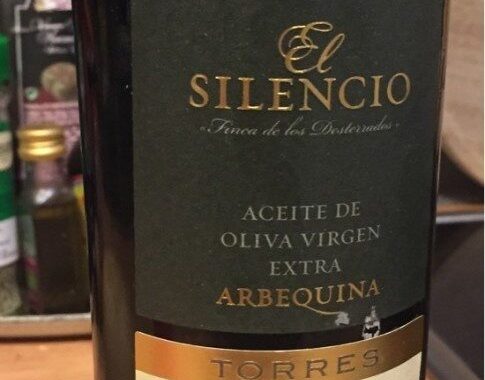 El
SILENCIO
«Finca de los Desterrados»
ACEITE DE
OLIVA VIRGEN
EXTRA
ARBEQUINA
TORRES